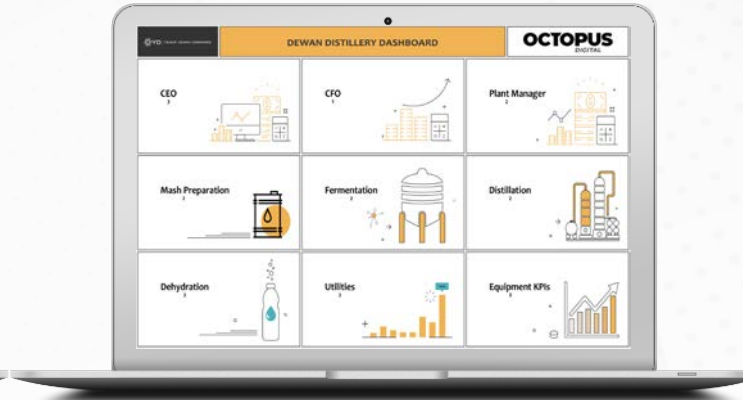 DEWAN DISTILLERY DASHBOARD
OCTOPUS
DIGITAL
CEO
CFO
Plant Manager
Mash Preparation
Fermentation
Distillation
Dehydration
Utilities
Equipment KPIs